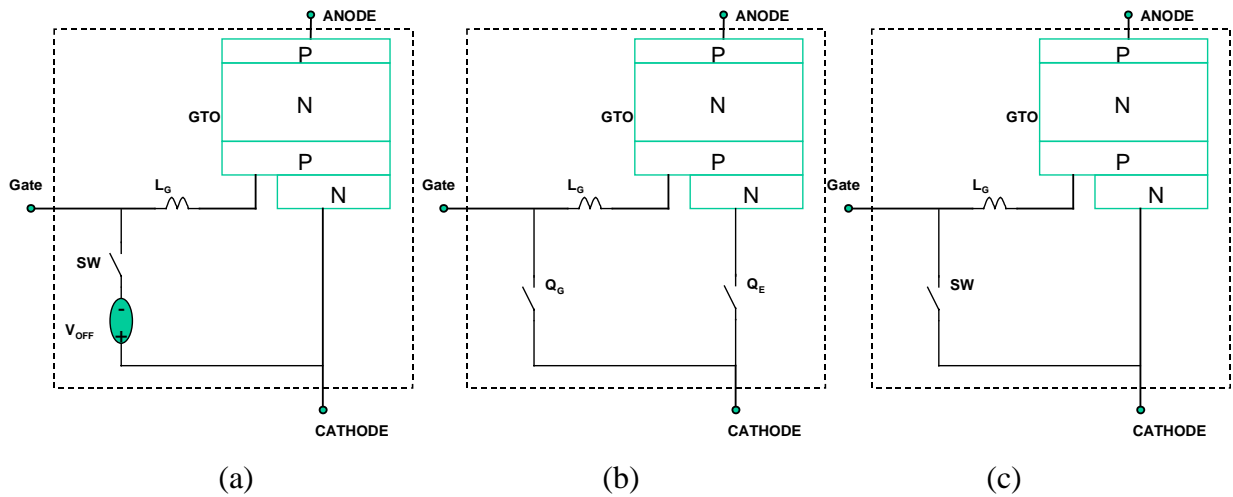 ANODE
P
N
GTO
P
N
Gate
L_G
SW
-
V_OFF
+
CATHODE
(a)
ANODE
P
N
GTO
P
N
Gate
L_G
Q_G
Q_E
CATHODE
(b)
ANODE
P
N
GTO
P
N
Gate
L_G
SW
CATHODE
(c)